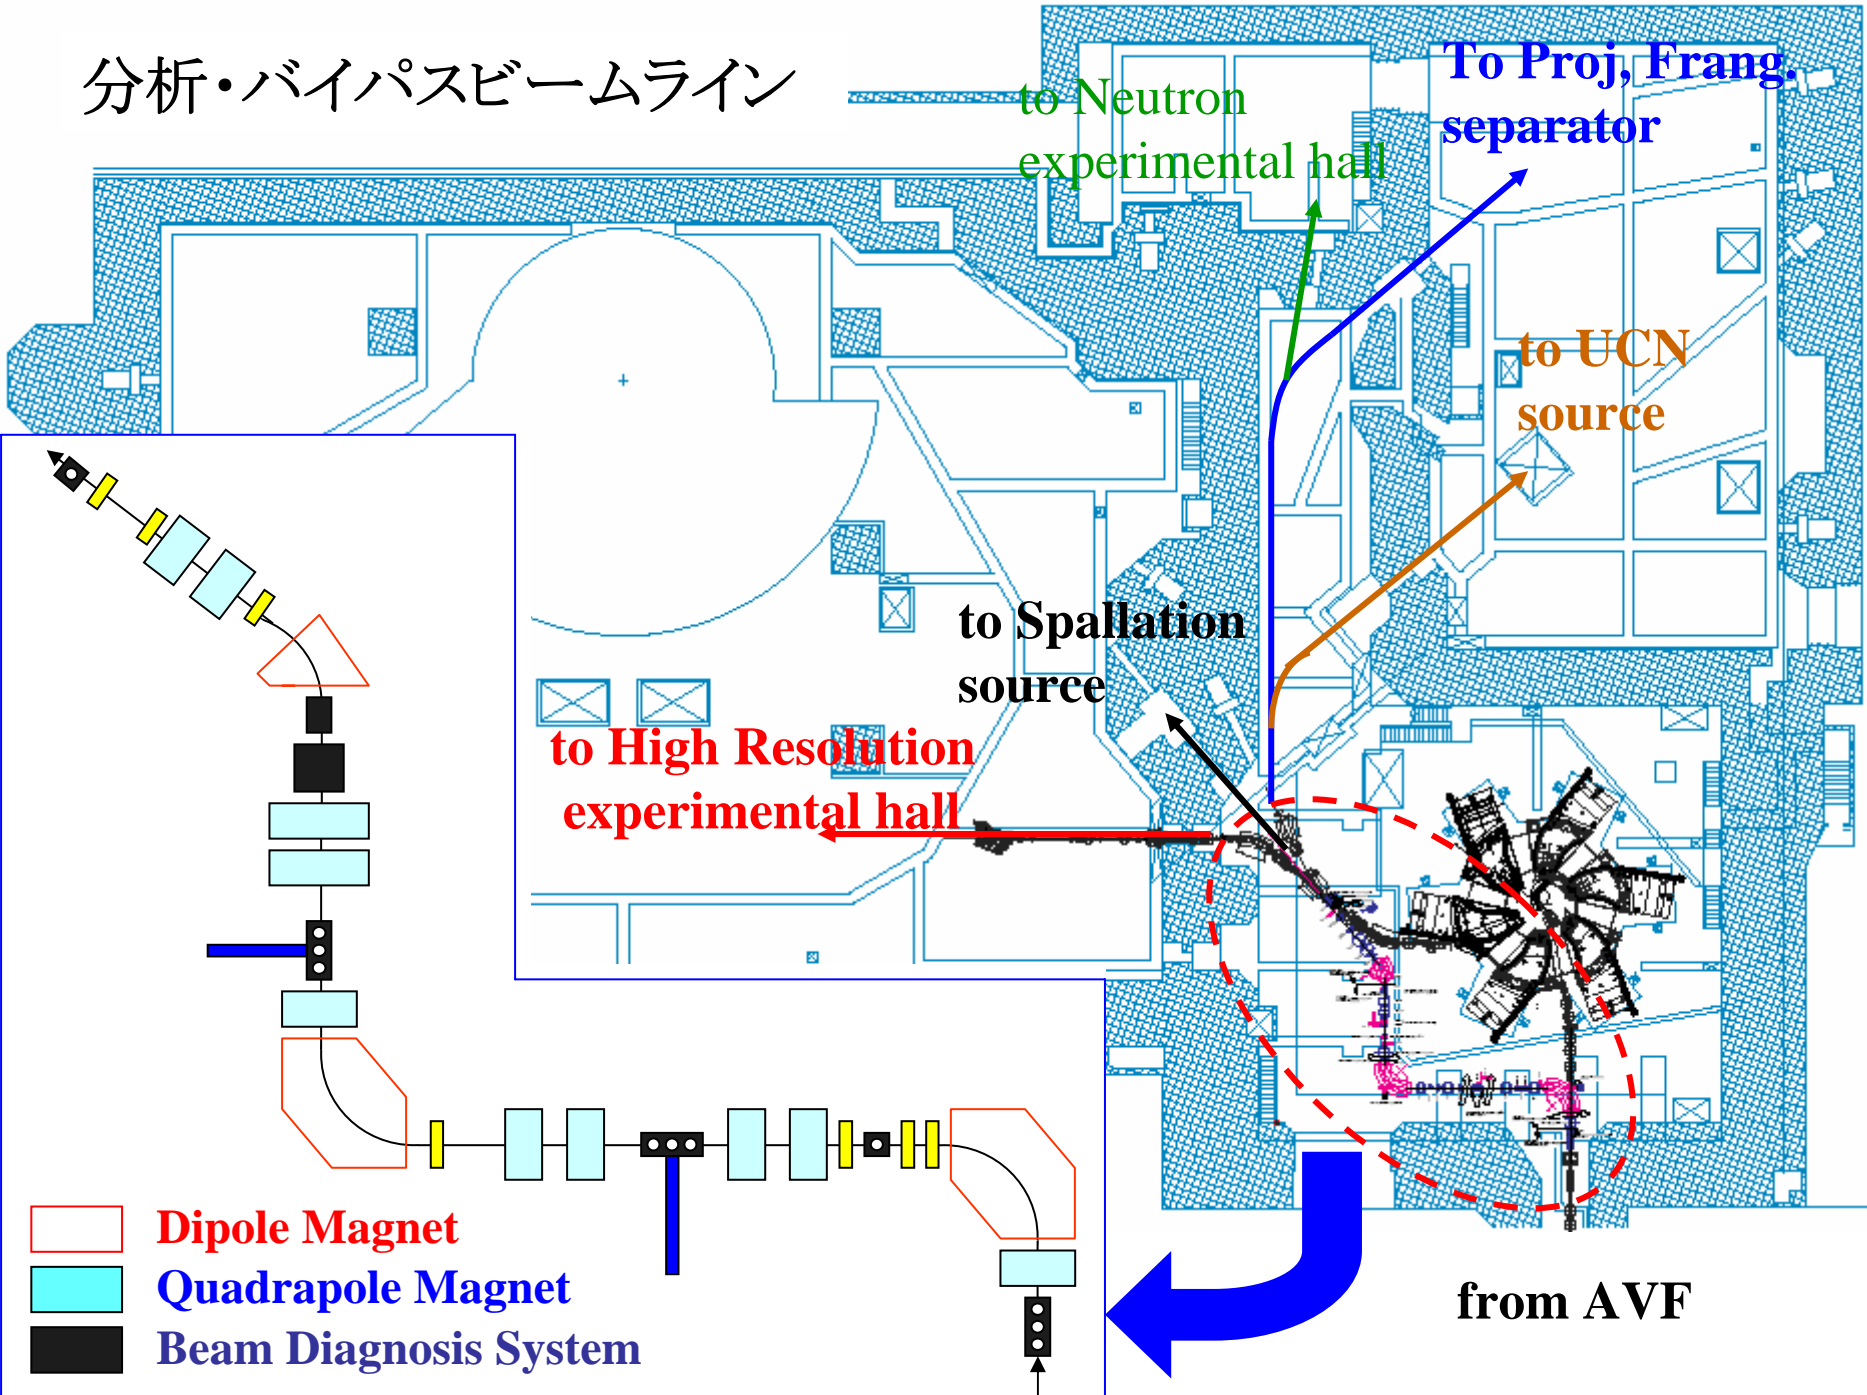 分析・バイパスビームライン
To Proj, Frang.
separator
to Neutron
experimental hall
to UCN
source
to Spallation
source
to High Resolution
experimental hall
from AVF
Dipole Magnet
Quadrapole Magnet
Beam Diagnosis System